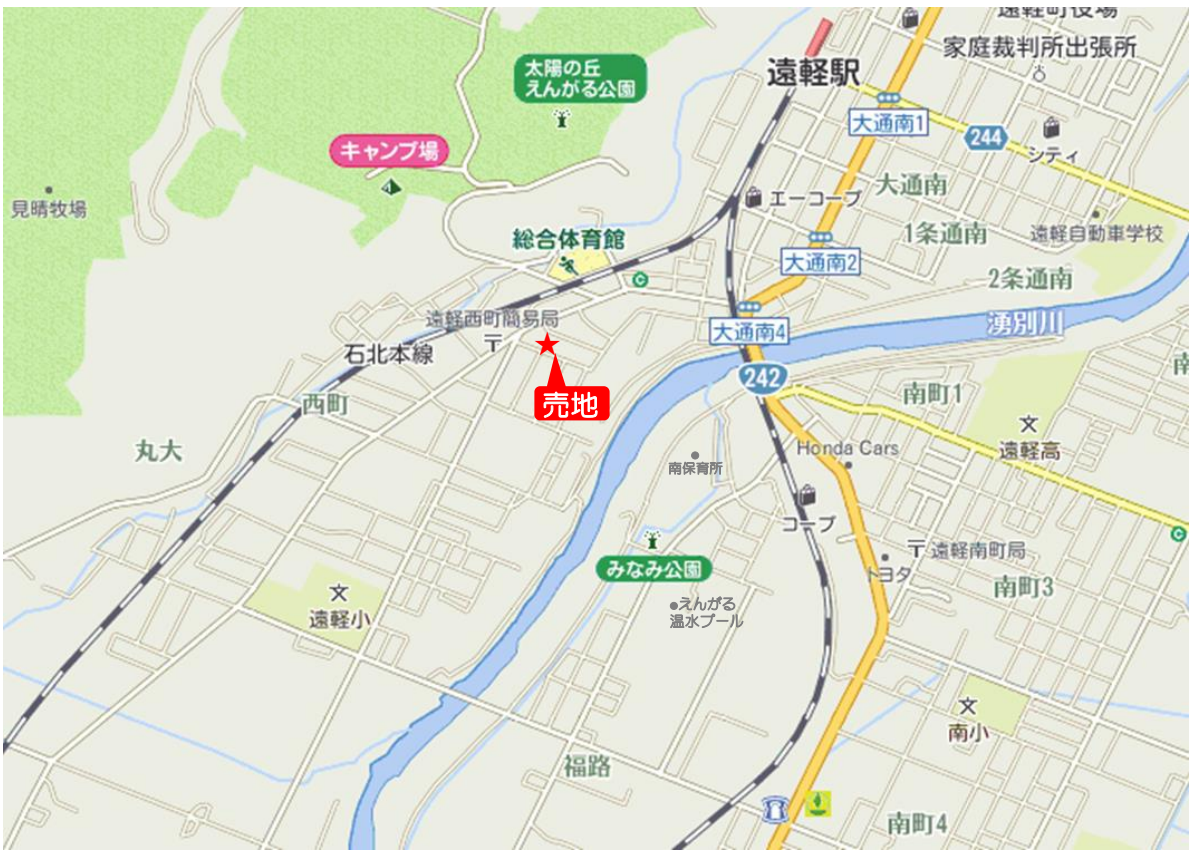 遠軽町役場
家庭裁判所出張所
遠軽駅
太陽の丘
えんがる公園
大通南1
244
シティ
キャンプ場
見晴牧場
エーコープ
大通南
1条通南
遠軽自動車学校
総合体育館
大通南2
2条通南
遠軽西町簡易局
大通南4
湧別川
石北本線
売地
242
南町1
南
西町
丸大
遠軽高
南保育所
Honda Cars
コープ
遠軽南町局
みなみ公園
トヨタ
南町3
遠軽小
●えんがる
温水プール
南小
福路
南町4